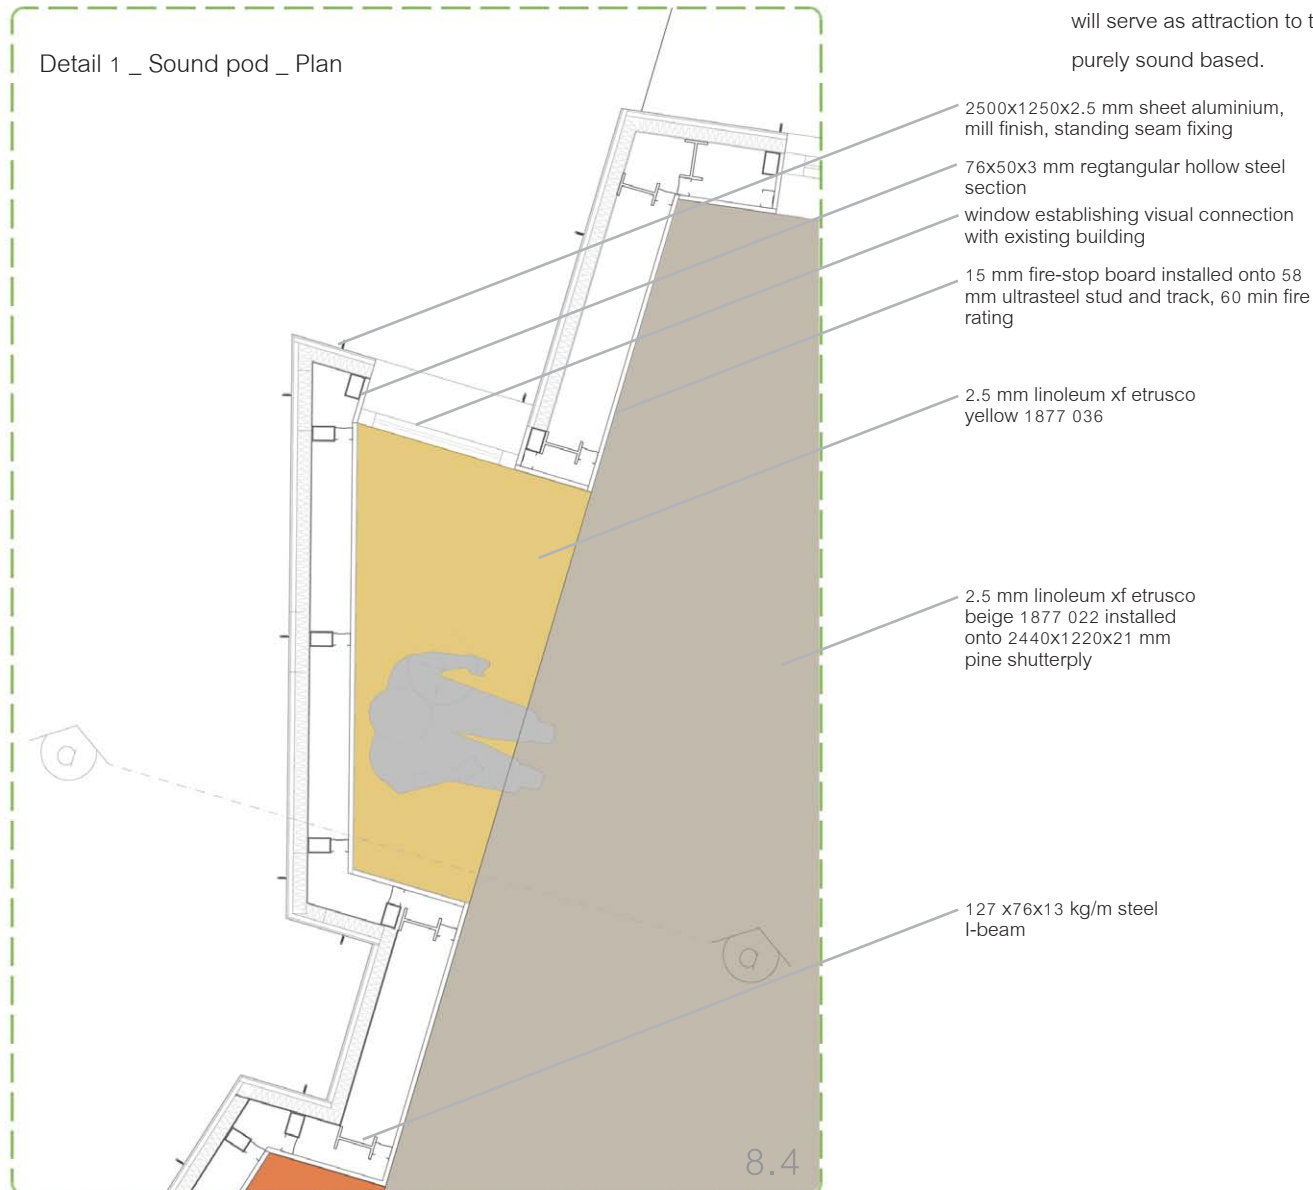 Detail 1 _ Sound pod _ Plan
will serve as attraction to t
purely sound based.
2500x1250x2.5 mm sheet aluminium,
mill finish, standing seam fixing
76x50x3 mm regtangular hollow steel
section
window establishing visual connection
with existing building
15 mm fire-stop board installed onto 58
mm ultrasteel stud and track, 60 min fire
rating
2.5 mm linoleum xf etrusco
yellow 1877 036
2.5 mm linoleum xf etrusco
beige 1877 022 installed
onto 2440x1220x21 mm
pine shutterply
127 x76x13 kg/m steel
I-beam
8.4